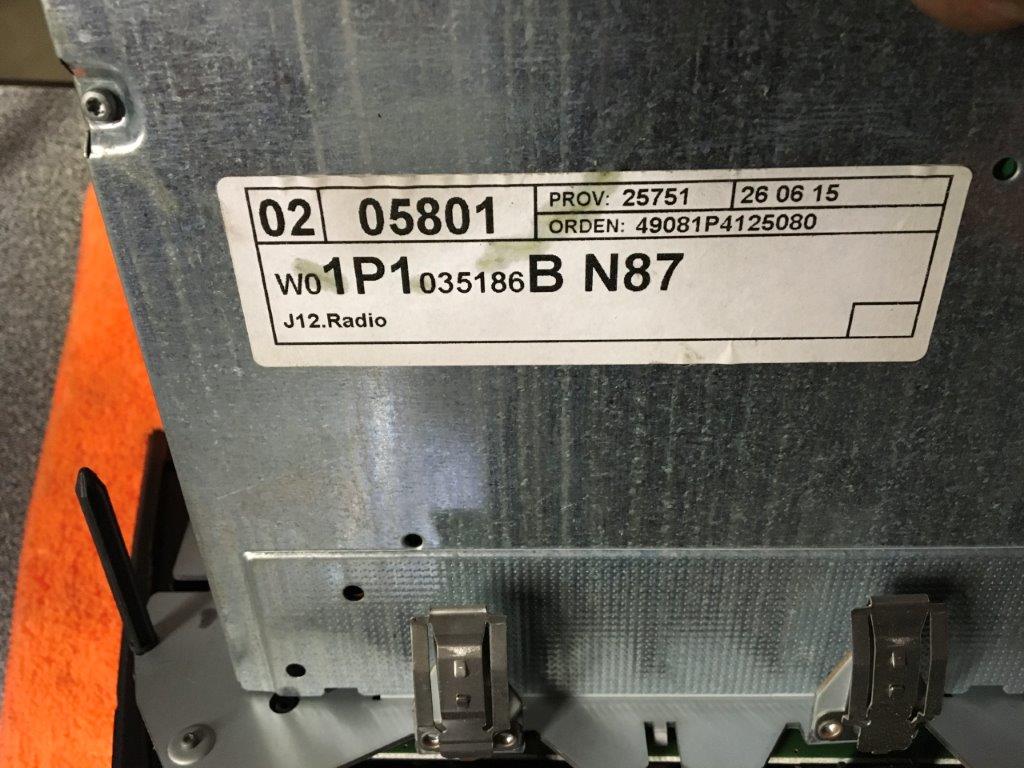 02 05801 PROV: 25751 26 06 15
ORDEN: 49081P4125080
W01P1035186B N87
J12.Radio